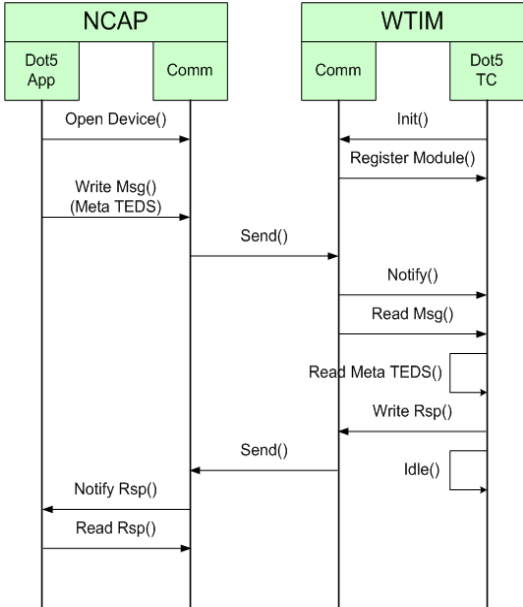 NCAP
WTIM
Dot5
App
Comm
Comm
Dot5
TC
Open Device()
Init()
Register Module()
Write Msg()
(Meta TEDS)
Send()
Notify()
Read Msg()
Read Meta TEDS()
Write Rsp()
Send()
Idle()
Notify Rsp()
Read Rsp()